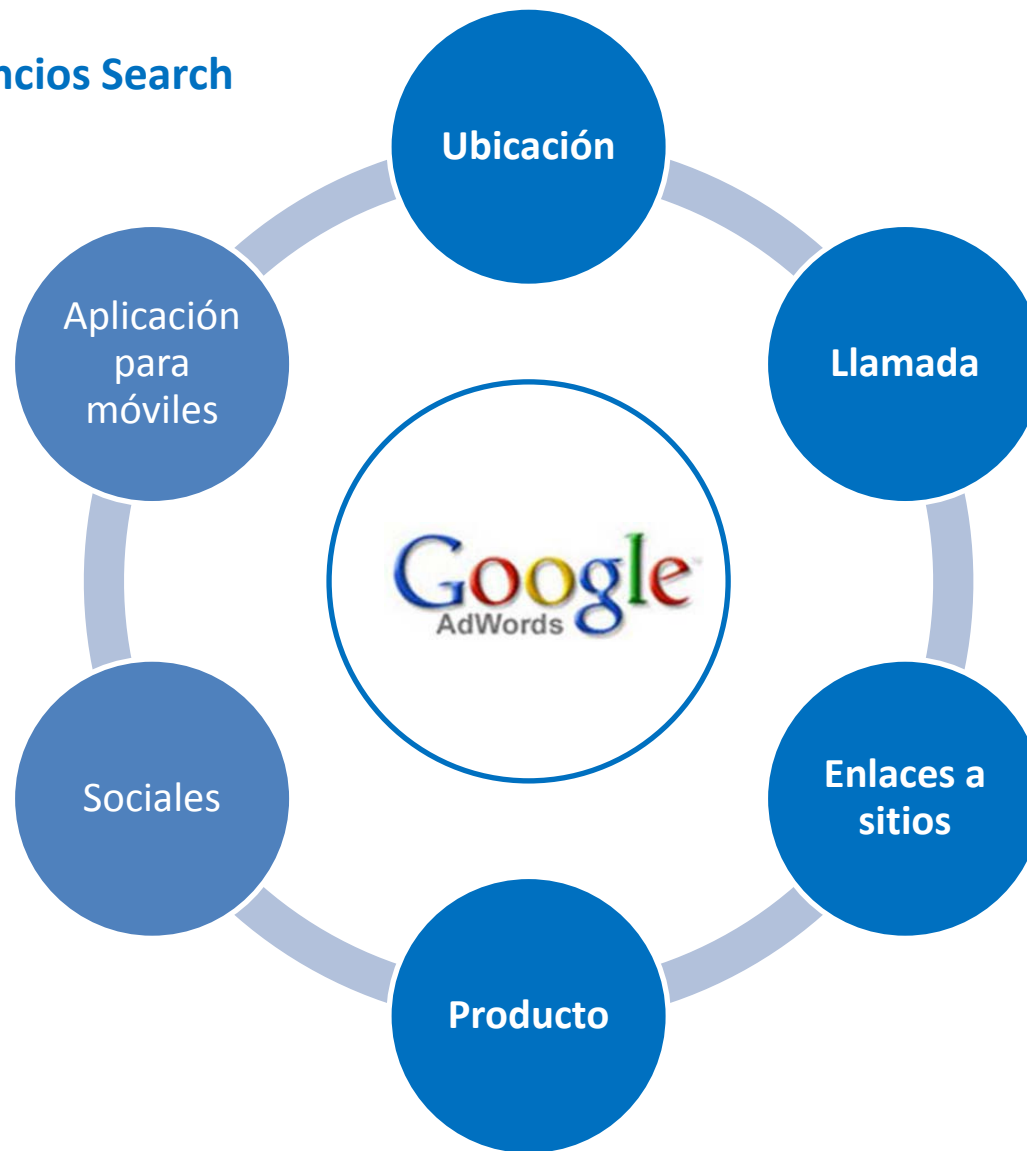 ncios Search
Ubicación
Llamada
Enlaces a
sitios
Producto
Sociales
Aplicación
para
móviles
Google
AdWords